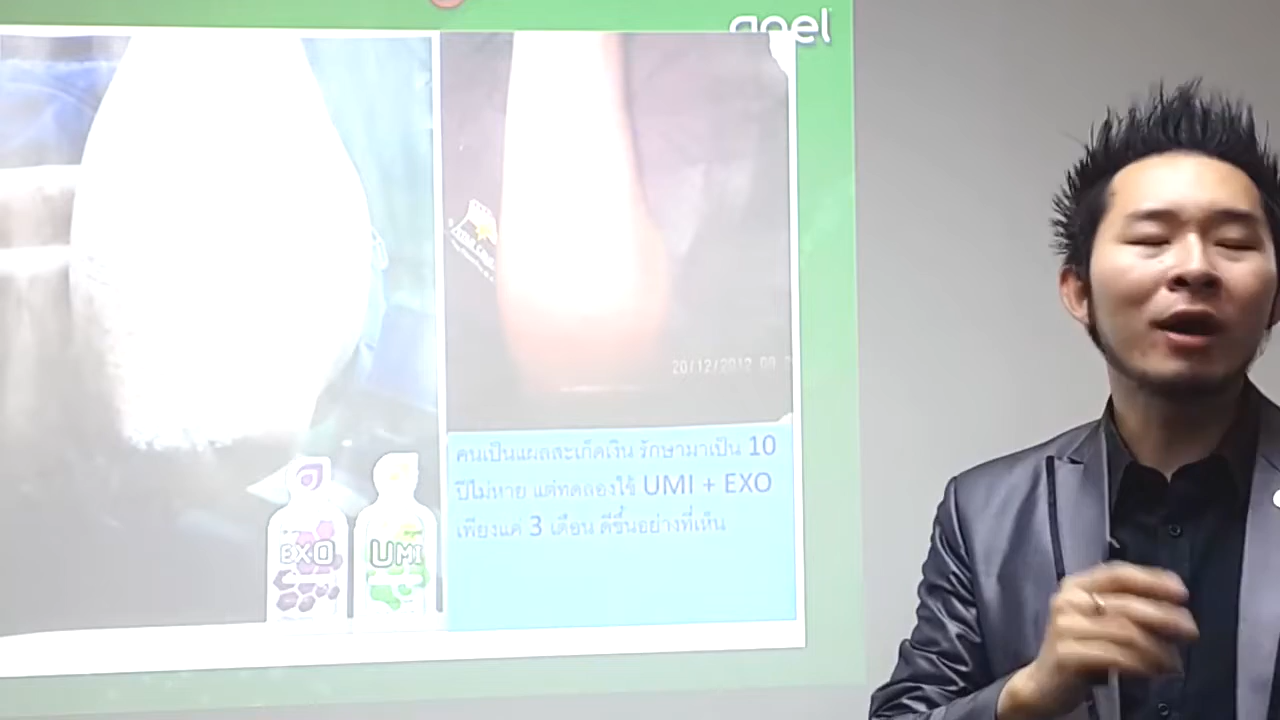 agel
20/12/2012
คนเป็นแผลสะเก็ดเงิน รักษามาเป็น 10
ปีไม่หาย แต่ทดลองใช้ UMI + EXO
เพียงแค่ 3 เดือน ดีขึ้นอย่างที่เห็น
EXO
UMI